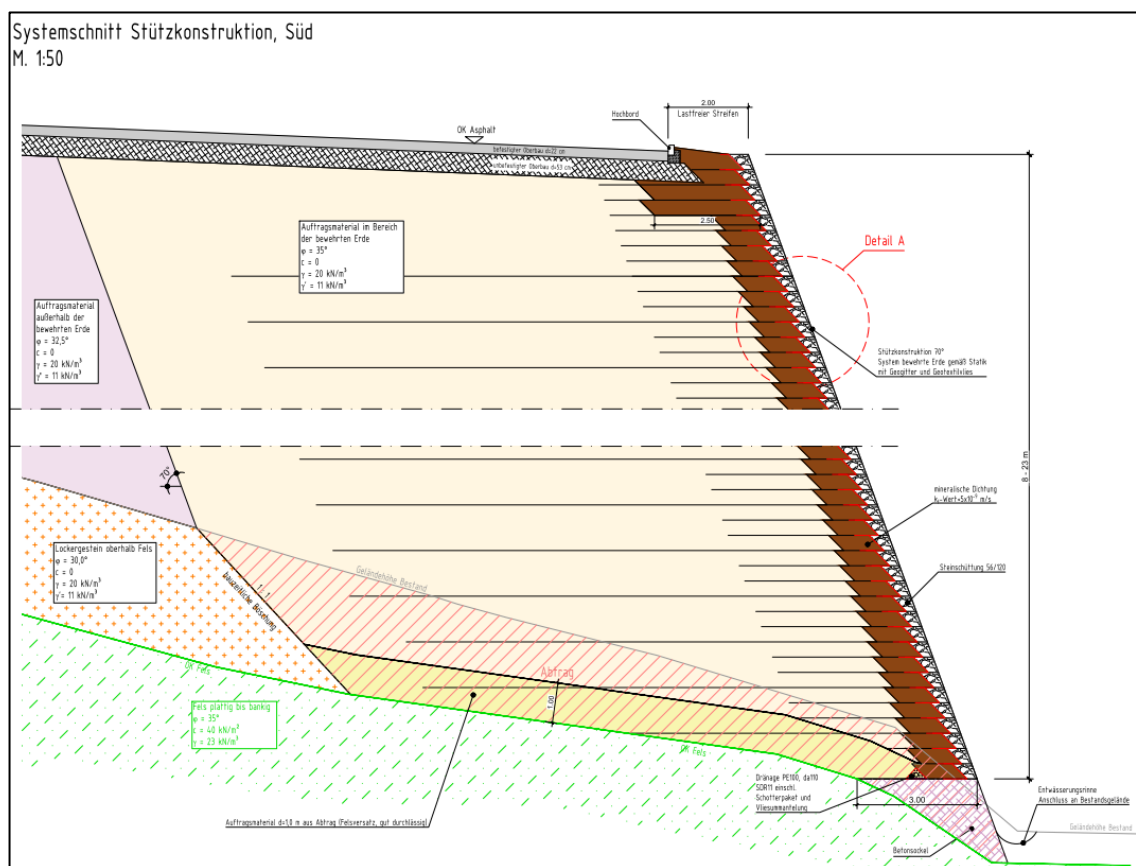 Systemschnitt Stützkonstruktion, Süd
M. 1:50
2.00
Lastfreier Streifen
Hochbord
OK Asphalt
befestigter Oberbau d=22 cm
unbefestigter Oberbau d=53 cm
2.50
Auftragsmaterial im Bereich
der bewehrten Erde
φ = 35°
c = 0
γ = 20 kN/m³
γ' = 11 kN/m³
Detail A
Auftragsmaterial
außerhalb der
bewehrten Erde
φ = 32,5°
c = 0
γ = 20 kN/m³
γ' = 11 kN/m³
Stützkonstruktion 70°
System bewehrte Erde gemäß Statik
mit Geogitter und Geotextilvlies
8 - 23 m
70°
mineralische Dichtung
kf-Wert=5x10⁻⁹ m/s
Lockergestein oberhalb Fels
φ = 30,0°
c = 0
γ = 20 kN/m³
γ'= 11 kN/m³
1 : 1
bauzeitliche Böschung
Geländehöhe Bestand
Steinschüttung 56/120
OK Fels
Abtrag
1.00
Fels plattig bis bankig
φ = 35°
c = 40 kN/m²
γ = 23 kN/m³
OK Fels
Dränage PE100, da110
SDR11 einschl.
Schotterpaket und
Vliesummantelung
3.00
Entwässerungsrinne
Anschluss an Bestandsgelände
Auftragsmaterial d=1,0 m aus Abtrag (Felsversatz, gut durchlässig)
Geländehöhe Bestand
Betonsockel